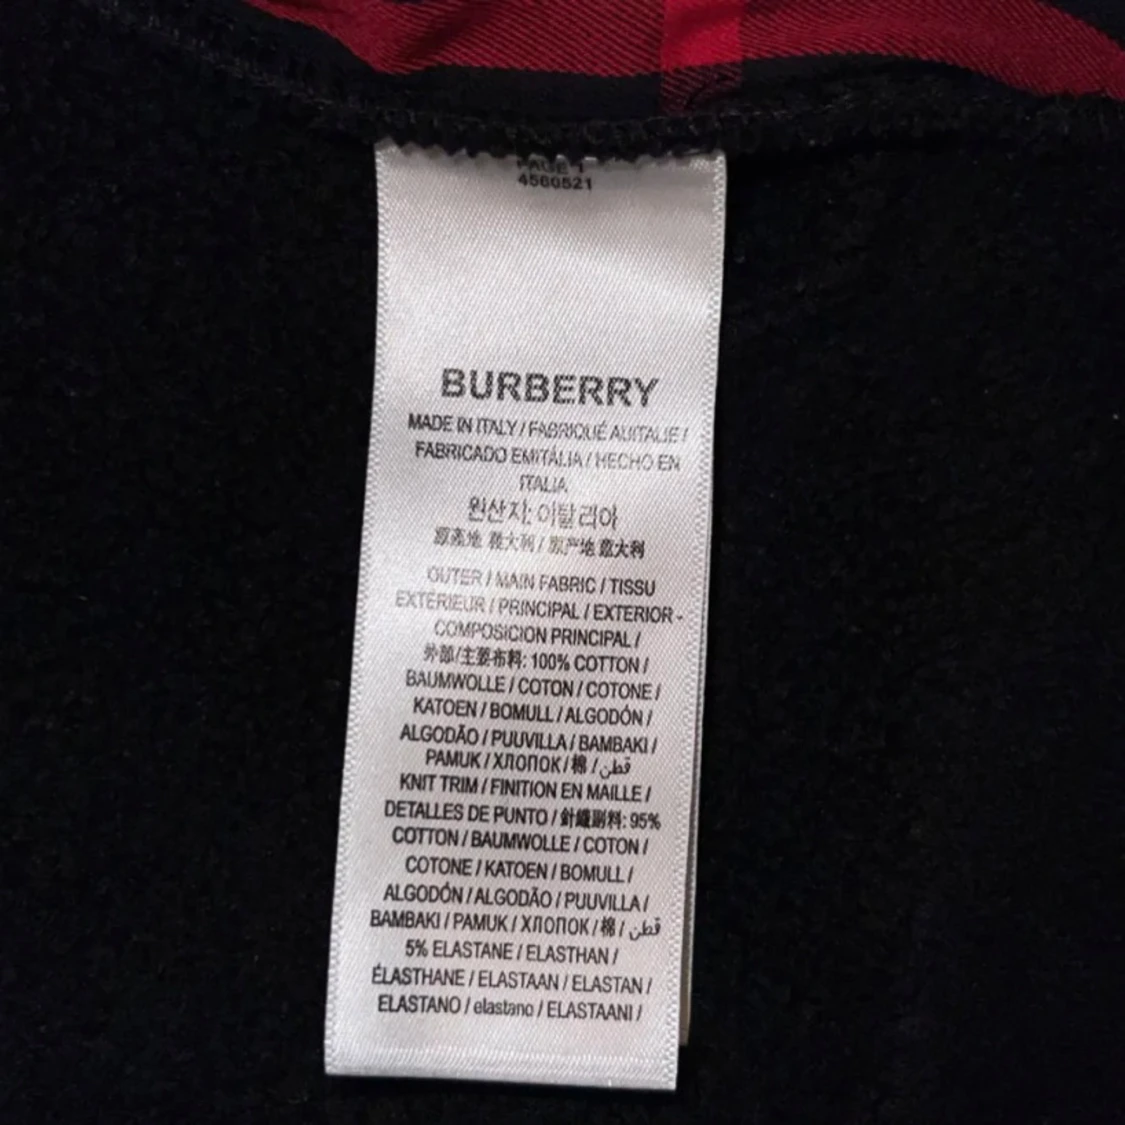 PAGE 1
4560521
BURBERRY
MADE IN ITALY / FABRIQUÉ AUITALIE /
FABRICADO EMITÁLIA / HECHO EN
ITALIA
원산지: 이탈리아
原產地 義大利 / 原产地 意大利
OUTER / MAIN FABRIC / TISSU
EXTERIEUR / PRINCIPAL / EXTERIOR -
COMPOSICION PRINCIPAL /
外部/主要布料: 100% COTTON /
BAUMWOLLE / COTON / COTONE /
KATOEN / BOMULL / ALGODÓN /
ALGODÃO / PUUVILLA / BAMBAKI /
PAMUK / ХЛОПОК / 棉 / قطن
KNIT TRIM / FINITION EN MAILLE /
DETALLES DE PUNTO / 針織副料: 95%
COTTON / BAUMWOLLE / COTON /
COTONE / KATOEN / BOMULL /
ALGODÓN / ALGODÃO / PUUVILLA /
BAMBAKI / PAMUK / ХЛОПОК / 棉 / قطن
5% ELASTANE / ELASTHAN /
ÉLASTHANE / ELASTAAN / ELASTAN /
ELASTANO / elastano / ELASTAANI /